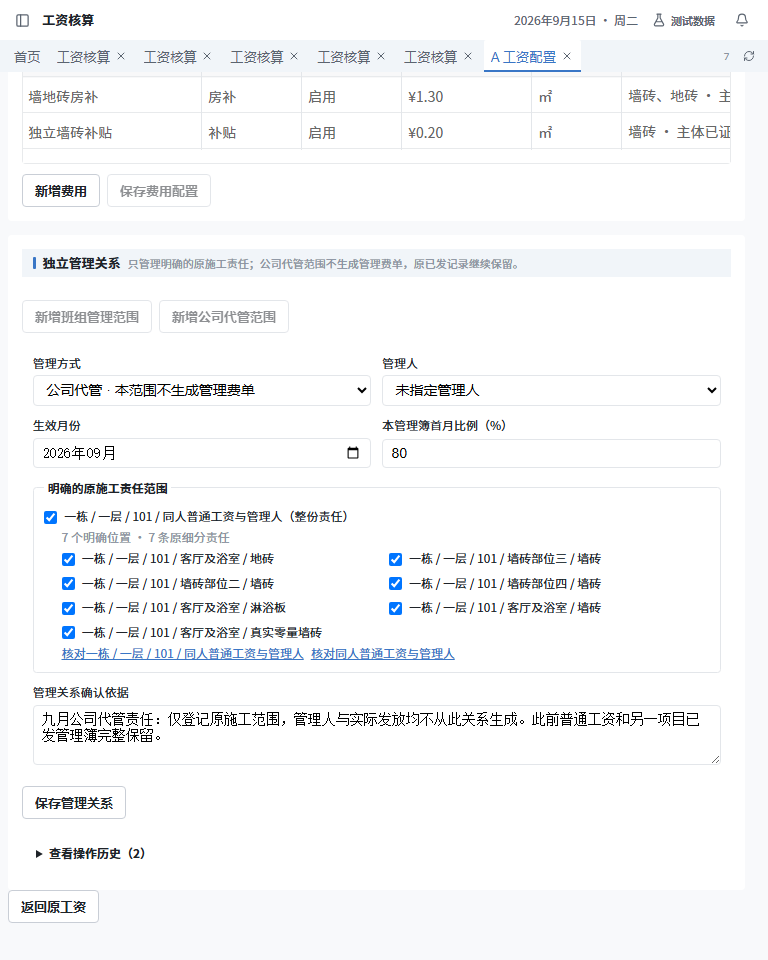 工资核算
2026年9月15日 • 周二
测试数据
首页 工资核算 × 工资核算 × 工资核算 × 工资核算 × 工资核算 × A 工资配置 × 7
墙地砖房补 房补 启用 ¥1.30 ㎡ 墙砖、地砖 • 主
独立墙砖补贴 补贴 启用 ¥0.20 ㎡ 墙砖 • 主体已证
新增费用 保存费用配置
独立管理关系 只管理明确的原施工责任；公司代管范围不生成管理费单，原已发记录继续保留。
新增班组管理范围 新增公司代管范围
管理方式 管理人
公司代管 · 本范围不生成管理费单 未指定管理人
生效月份 本管理簿首月比例（%）
2026年09月 80
明确的原施工责任范围
一栋 / 一层 / 101 / 同人普通工资与管理人（整份责任）
7 个明确位置 • 7 条原细分责任
一栋 / 一层 / 101 / 客厅及浴室 / 地砖 一栋 / 一层 / 101 / 墙砖部位三 / 墙砖
一栋 / 一层 / 101 / 墙砖部位二 / 墙砖 一栋 / 一层 / 101 / 墙砖部位四 / 墙砖
一栋 / 一层 / 101 / 客厅及浴室 / 淋浴板 一栋 / 一层 / 101 / 客厅及浴室 / 墙砖
一栋 / 一层 / 101 / 客厅及浴室 / 真实零量墙砖
核对一栋 / 一层 / 101 / 同人普通工资与管理人 核对同人普通工资与管理人
管理关系确认依据
九月公司代管责任：仅登记原施工范围，管理人与实际发放均不从此关系生成。此前普通工资和另一项目已
发管理簿完整保留。
保存管理关系
查看操作历史（2）
返回原工资